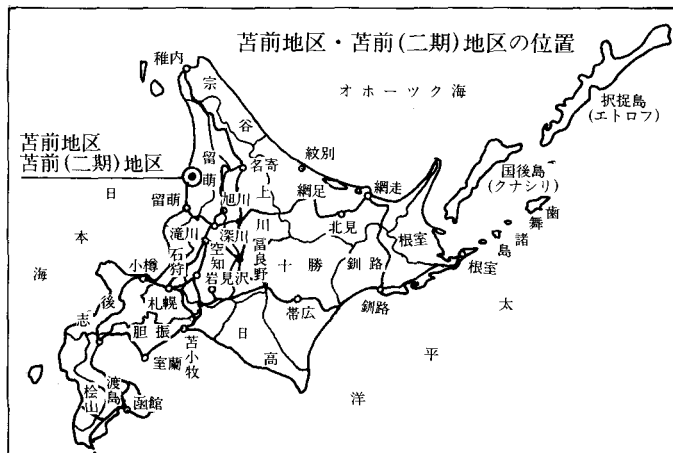 苫前地区・苫前(二期)地区の位置
稚内
宗谷
オホーツク海
択捉島
(エトロフ)
苫前地区
苫前(二期)地区
留萌
名寄
紋別
国後島
(クナシリ)
上川
網走
網足
歯舞諸島
日本海
留萌
旭川
滝川
深川
北見
根室
石狩
空知
富良野
小樽
岩見沢
十勝
釧路
根室
後志
札幌
帯広
釧路
太平洋
胆振
苫小牧
日高
室蘭
渡島
桧山
函館